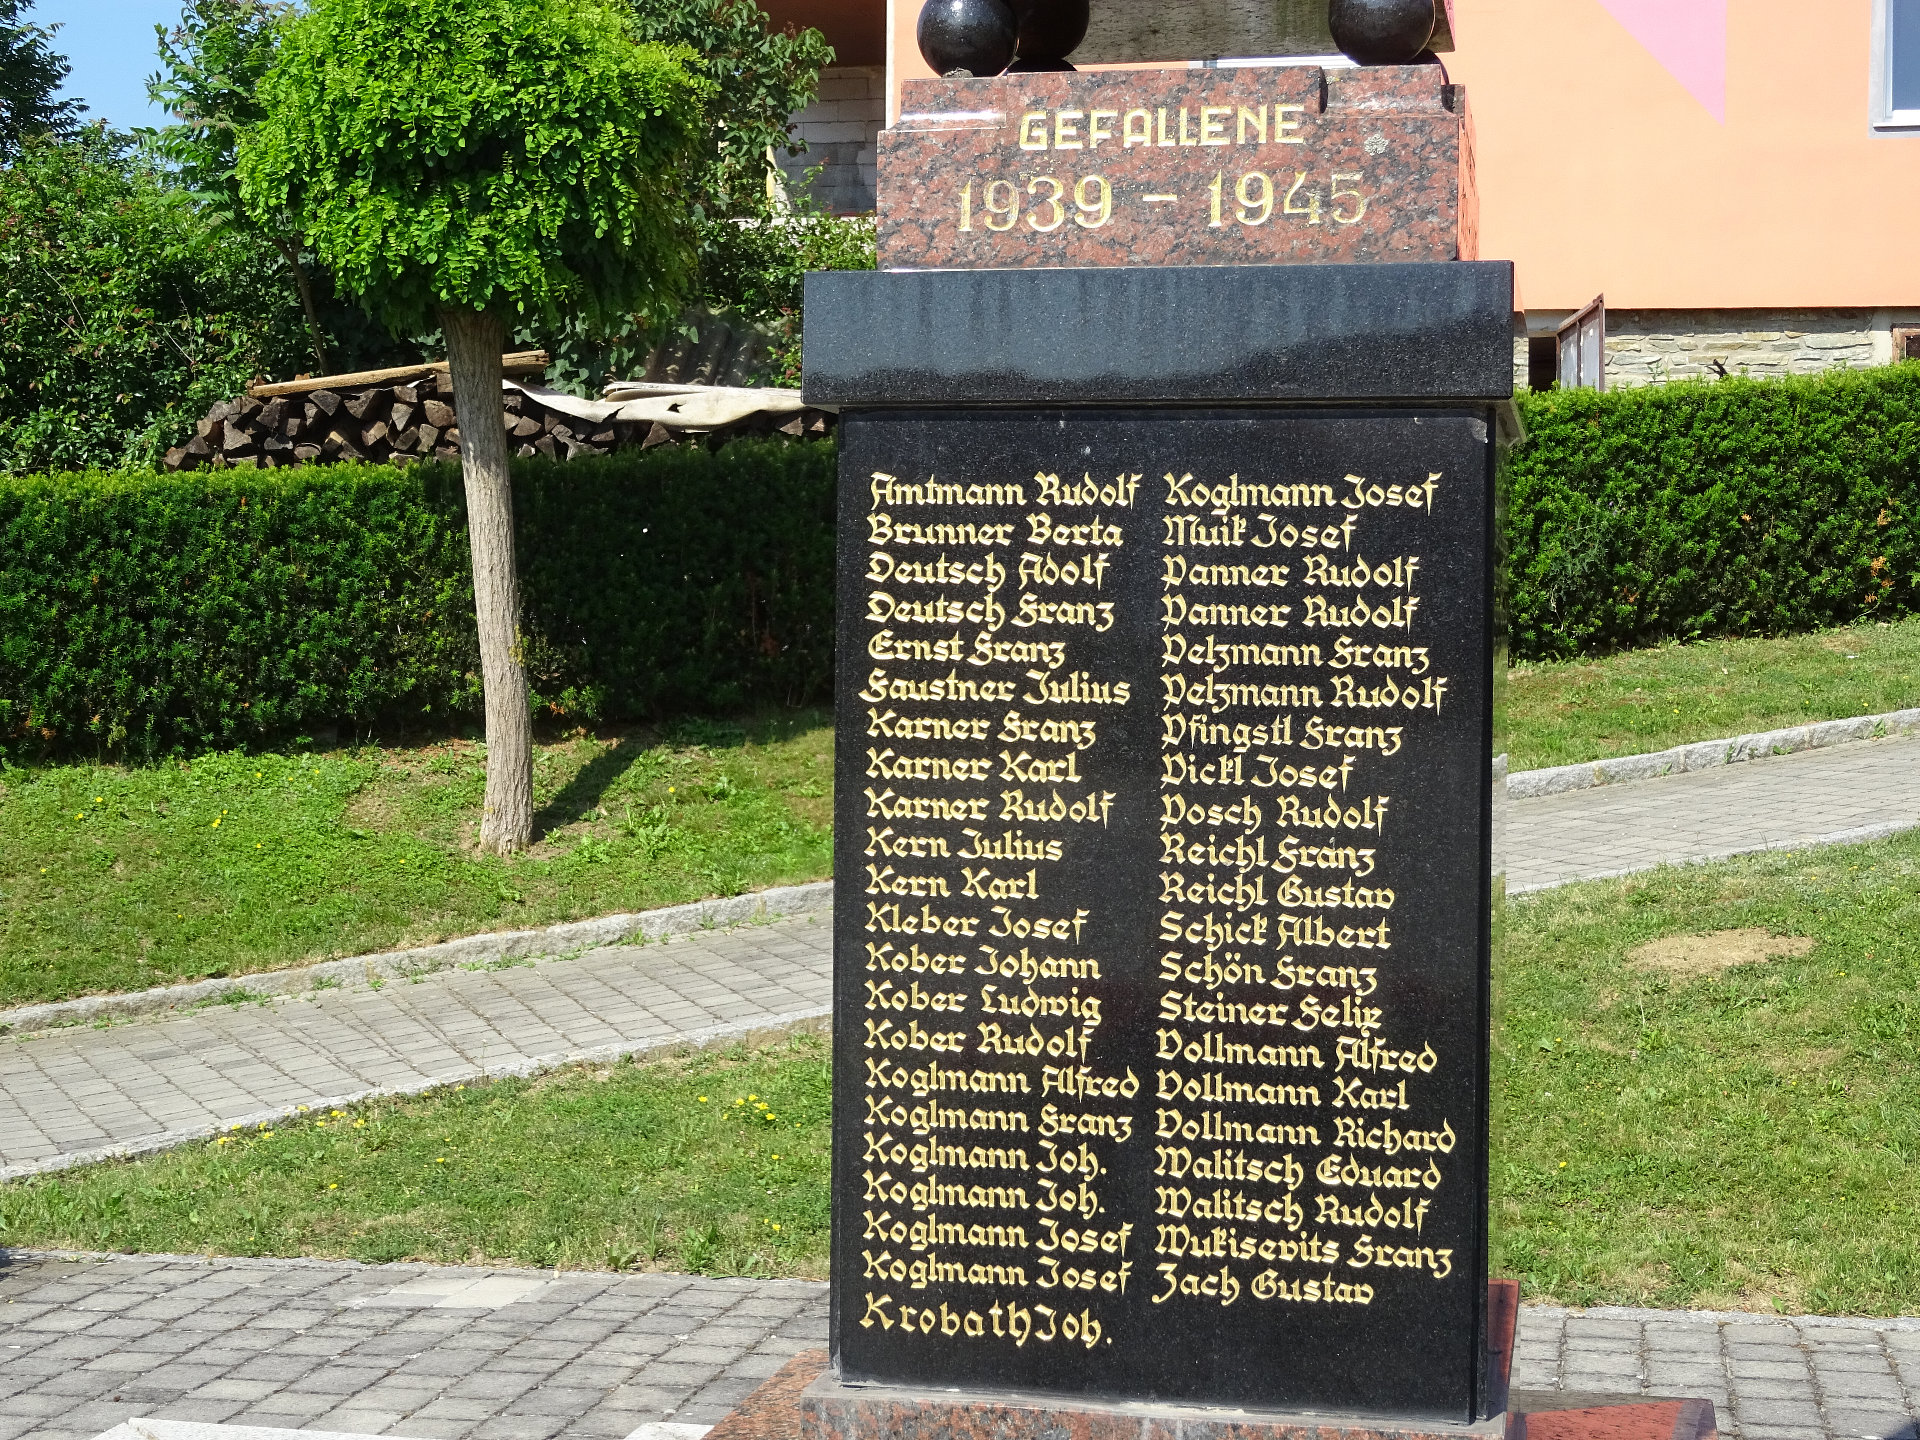 GEFALLENE
1939 - 1945
Amtmann Rudolf
Brunner Berta
Deutsch Adolf
Deutsch Franz
Ernst Franz
Faustner Julius
Karner Franz
Karner Karl
Karner Rudolf
Kern Julius
Kern Karl
Kleber Josef
Kober Johann
Kober Ludwig
Kober Rudolf
Koglmann Alfred
Koglmann Franz
Koglmann Joh.
Koglmann Joh.
Koglmann Josef
Koglmann Josef
Krobath Joh.
Koglmann Josef
Muik Josef
Panner Rudolf
Panner Rudolf
Pelzmann Franz
Pelzmann Rudolf
Pfingstl Franz
Pickl Josef
Posch Rudolf
Reichl Franz
Reichl Gustav
Schick Albert
Schön Franz
Steiner Felix
Vollmann Alfred
Vollmann Karl
Vollmann Richard
Walitsch Eduard
Walitsch Rudolf
Wukisevits Franz
Zach Gustav